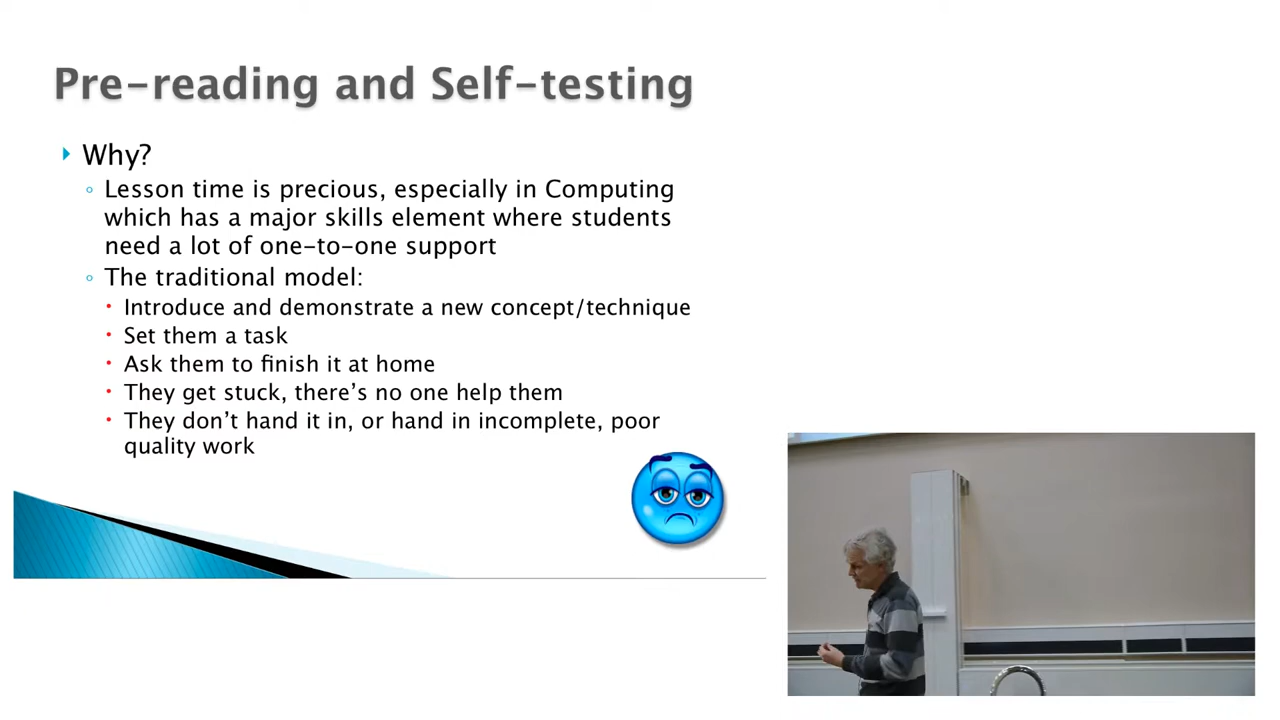 Pre-reading and Self-testing
Why?
Lesson time is precious, especially in Computing
which has a major skills element where students
need a lot of one-to-one support
The traditional model:
Introduce and demonstrate a new concept/technique
Set them a task
Ask them to finish it at home
They get stuck, there's no one help them
They don't hand it in, or hand in incomplete, poor
quality work